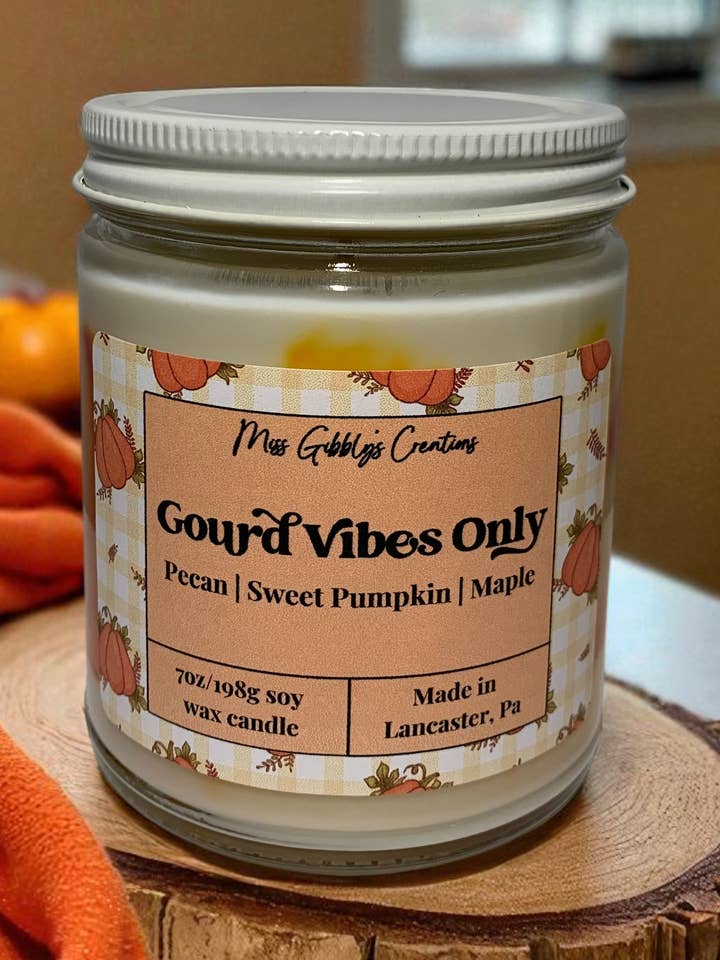 Miss Gibbly's Creations
Gourd Vibes Only
Pecan | Sweet Pumpkin | Maple
7oz/198g soy
wax candle
Made in
Lancaster, Pa